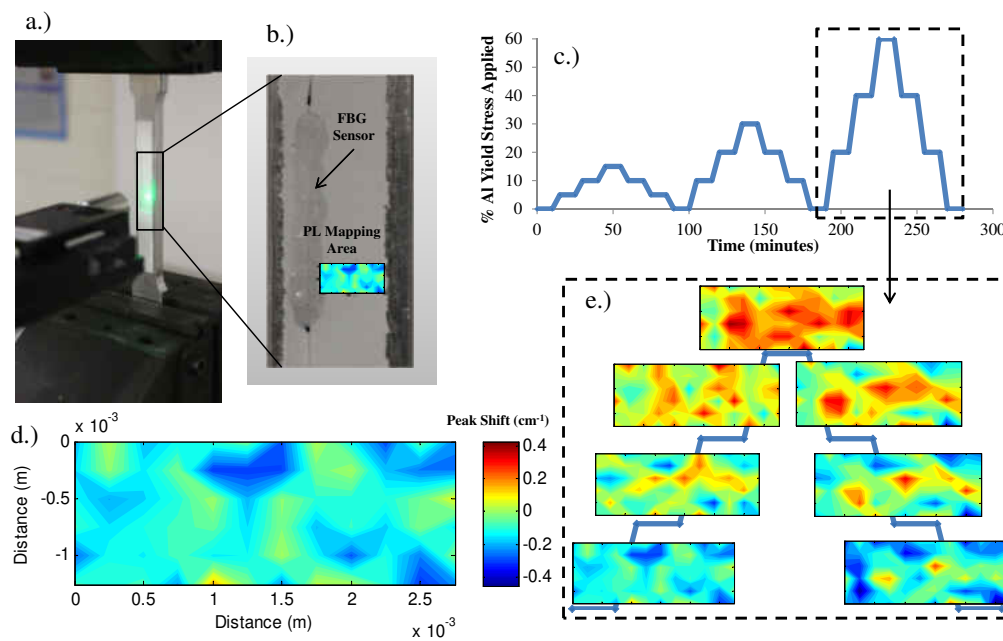 a.)
b.)
FBG
Sensor
PL Mapping
Area
c.)
% Al Yield Stress Applied
60
50
40
30
20
10
0
0 50 100 150 200 250 300
Time (minutes)
d.)
x 10⁻³
Distance (m)
0
-0.5
-1
0 0.5 1 1.5 2 2.5
Distance (m)
x 10⁻³
Peak Shift (cm⁻¹)
0.4
0.2
0
-0.2
-0.4
e.)